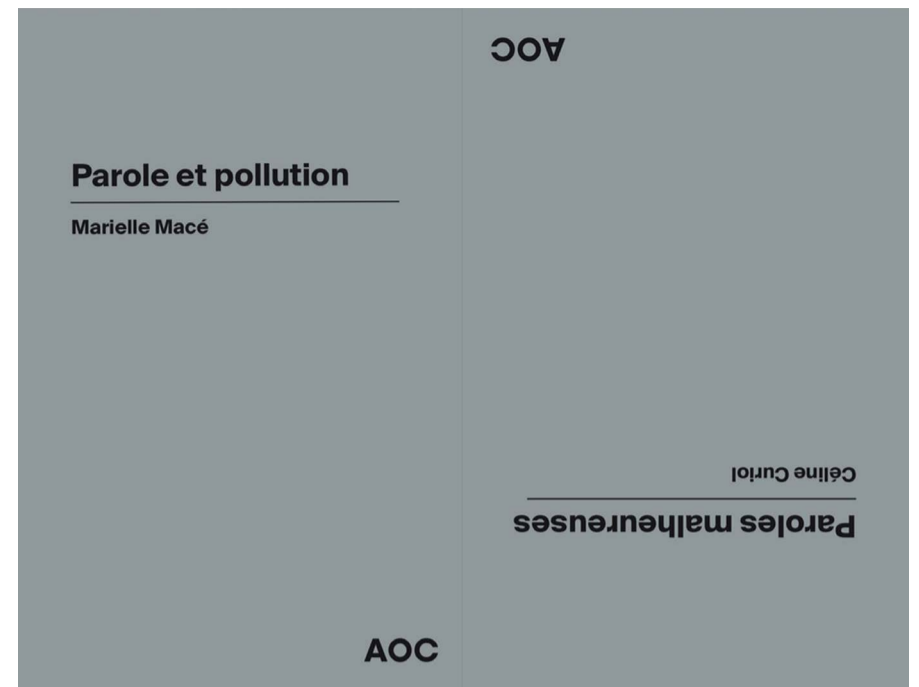 Parole et pollution
Marielle Macé
AOC
Paroles malheureuses
Céline Curiol
AOC